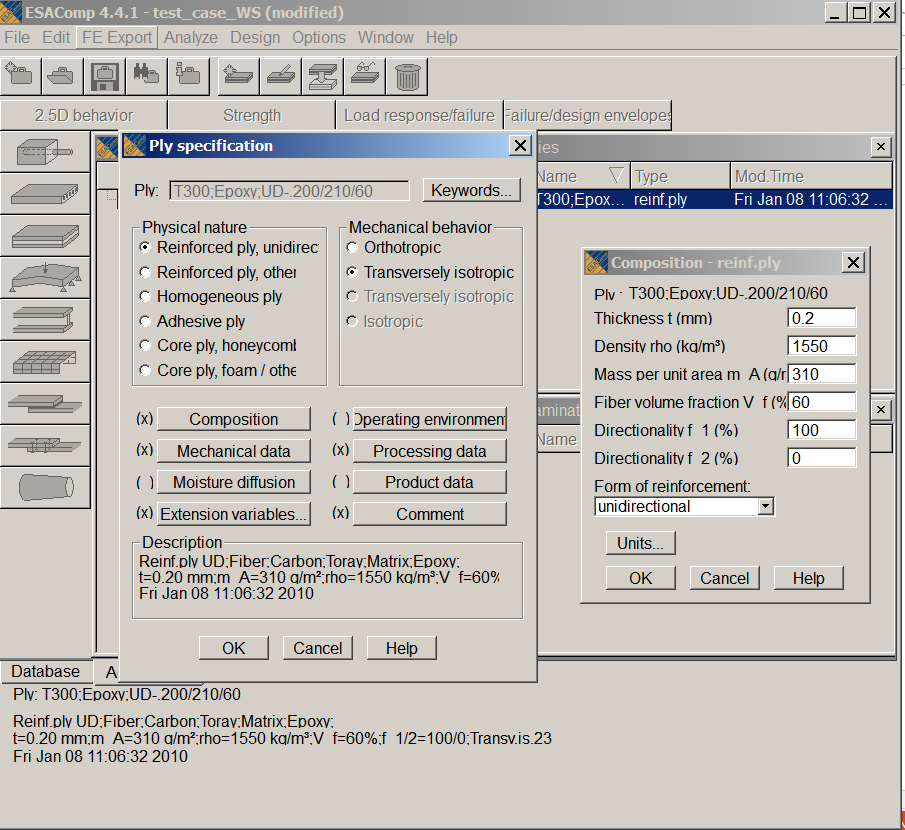 ESAComp 4.4.1 - test_case_WS (modified)
File Edit FE Export Analyze Design Options Window Help
2.5D behavior Strength Load response/failure Failure/design envelopes
Ply specification
Ply: T300;Epoxy;UD-.200/210/60 Keywords...
Physical nature
Reinforced ply, unidirec
Reinforced ply, other
Homogeneous ply
Adhesive ply
Core ply, honeycomb
Core ply, foam / othe
Mechanical behavior
Orthotropic
Transversely isotropic
Transversely isotropic
Isotropic
(x) Composition ( ) Operating environment
(x) Mechanical data (x) Processing data
( ) Moisture diffusion ( ) Product data
(x) Extension variables... (x) Comment
Description
Reinf.ply UD;Fiber;Carbon;Toray;Matrix;Epoxy;
t=0.20 mm;m_A=310 g/m²;rho=1550 kg/m³;V_f=60%
Fri Jan 08 11:06:32 2010
OK Cancel Help
ies
Name Type Mod.Time
T300;Epox... reinf.ply Fri Jan 08 11:06:32 ...
aminat
Name
Composition - reinf.ply
Ply : T300;Epoxy;UD-.200/210/60
Thickness t (mm) 0.2
Density rho (kg/m³) 1550
Mass per unit area m_A (g/r 310
Fiber volume fraction V_f (% 60
Directionality f_1 (%) 100
Directionality f_2 (%) 0
Form of reinforcement:
unidirectional
Units...
OK Cancel Help
Database A
Ply: T300;Epoxy;UD-.200/210/60
Reinf.ply UD;Fiber;Carbon;Toray;Matrix;Epoxy;
t=0.20 mm;m_A=310 g/m²;rho=1550 kg/m³;V_f=60%;f_1/2=100/0;Transv.is.23
Fri Jan 08 11:06:32 2010